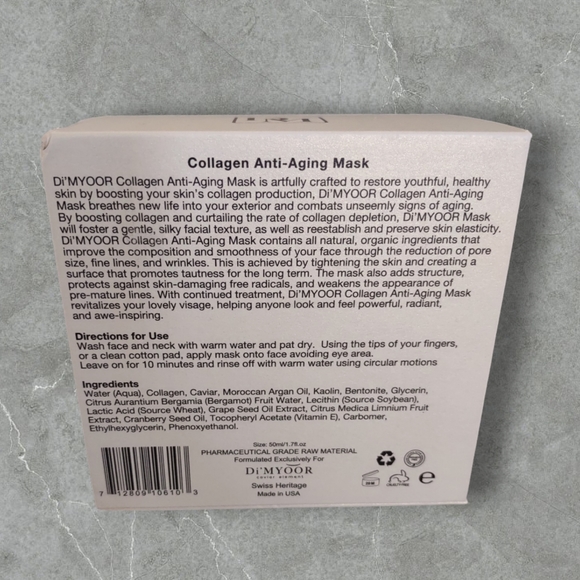 Collagen Anti-Aging Mask
Di'MYOOR Collagen Anti-Aging Mask is artfully crafted to restore youthful, healthy
skin by boosting your skin's collagen production, Di'MYOOR Collagen Anti-Aging
Mask breathes new life into your exterior and combats unseemly signs of aging.
By boosting collagen and curtailing the rate of collagen depletion, Di'MYOOR Mask
will foster a gentle, silky facial texture, as well as reestablish and preserve skin elasticity.
Di'MYOOR Collagen Anti-Aging Mask contains all natural, organic ingredients that
improve the composition and smoothness of your face through the reduction of pore
size, fine lines, and wrinkles. This is achieved by tightening the skin and creating a
surface that promotes tautness for the long term. The mask also adds structure,
protects against skin-damaging free radicals, and weakens the appearance of
pre-mature lines. With continued treatment, Di'MYOOR Collagen Anti-Aging Mask
revitalizes your lovely visage, helping anyone look and feel powerful, radiant,
and awe-inspiring.
Directions for Use
Wash face and neck with warm water and pat dry. Using the tips of your fingers,
or a clean cotton pad, apply mask onto face avoiding eye area.
Leave on for 10 minutes and rinse off with warm water using circular motions
Ingredients
Water (Aqua), Collagen, Caviar, Moroccan Argan Oil, Kaolin, Bentonite, Glycerin,
Citrus Aurantium Bergamia (Bergamot) Fruit Water, Lecithin (Source Soybean),
Lactic Acid (Source Wheat), Grape Seed Oil Extract, Citrus Medica Limnium Fruit
Extract, Cranberry Seed Oil, Tocopheryl Acetate (Vitamin E), Carbomer,
Ethylhexyglycerin, Phenoxyethanol.
Size: 50ml/1.7fl.oz
PHARMACEUTICAL GRADE RAW MATERIAL
Formulated Exclusively For
Di'MYOOR
caviar element
Swiss Heritage
Made in USA
7 12809 10610 3